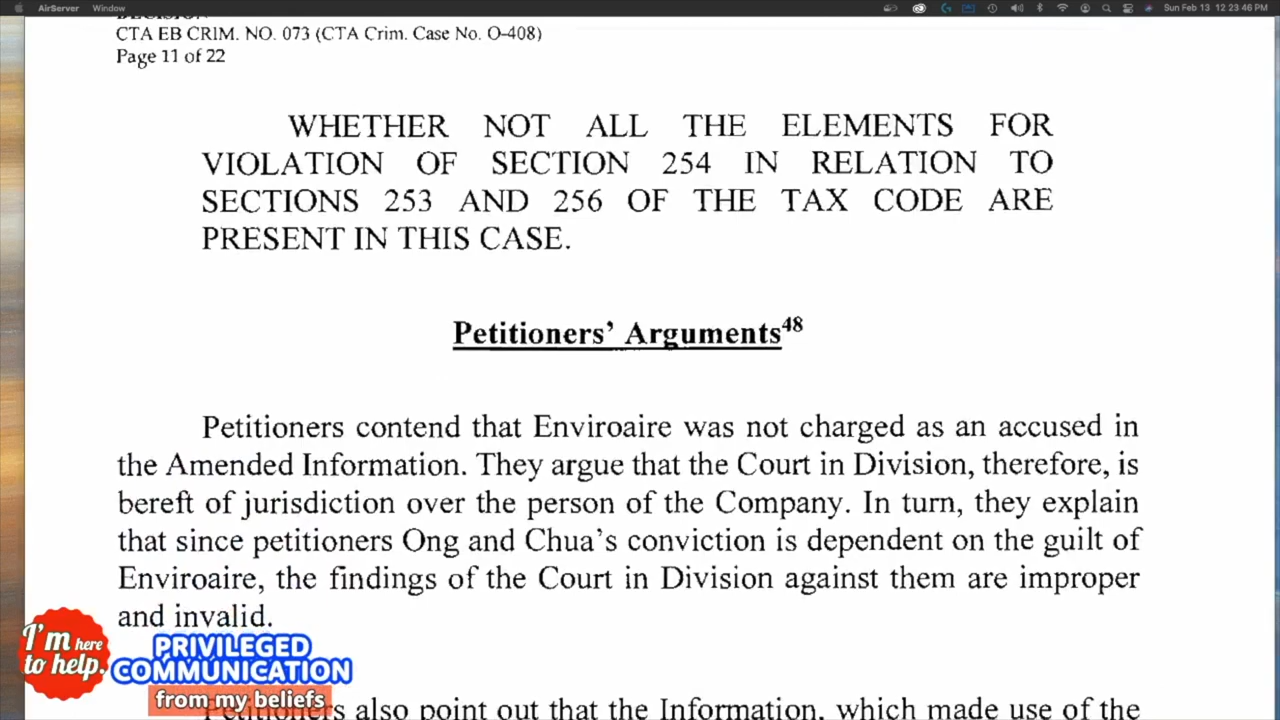 AirServer Window Sun Feb 13 12:23:46 PM
DECISION
CTA EB CRIM. NO. 073 (CTA Crim. Case No. O-408)
Page 11 of 22
WHETHER NOT ALL THE ELEMENTS FOR
VIOLATION OF SECTION 254 IN RELATION TO
SECTIONS 253 AND 256 OF THE TAX CODE ARE
PRESENT IN THIS CASE.
Petitioners’ Arguments48
Petitioners contend that Enviroaire was not charged as an accused in
the Amended Information. They argue that the Court in Division, therefore, is
bereft of jurisdiction over the person of the Company. In turn, they explain
that since petitioners Ong and Chua’s conviction is dependent on the guilt of
Enviroaire, the findings of the Court in Division against them are improper
and invalid.
I'm here
to help.
PRIVILEGED
COMMUNICATION
from my beliefs
Petitioners also point out that the Information, which made use of the